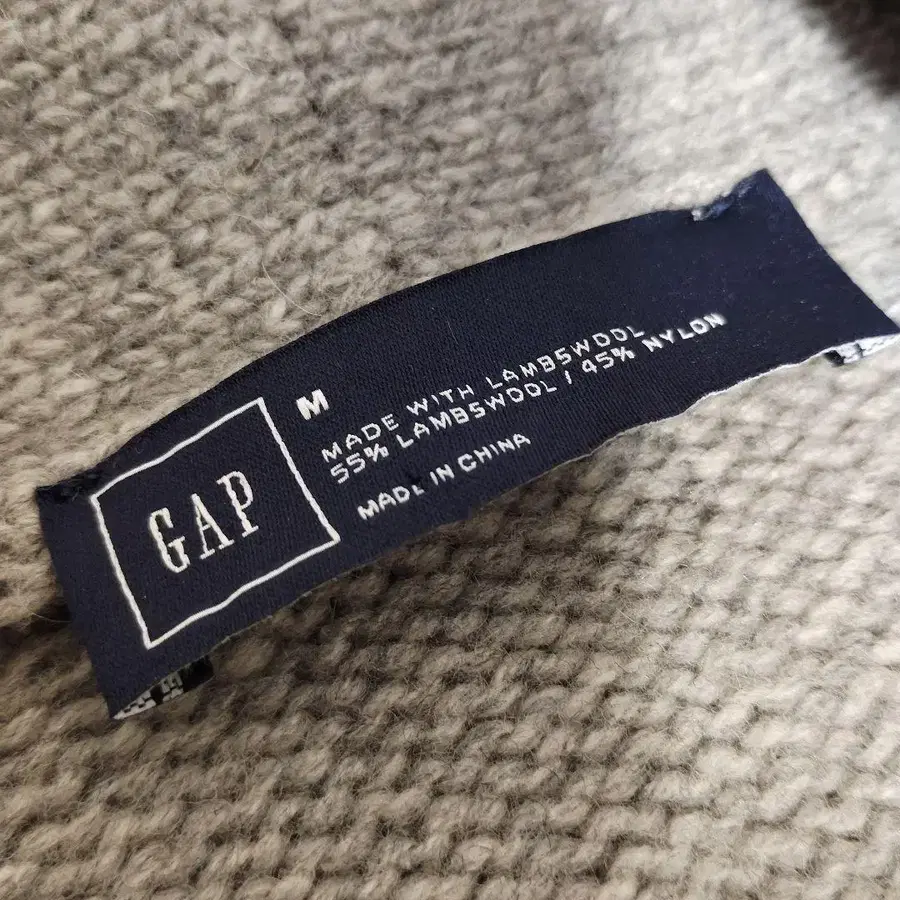 GAP
M
MADE WITH LAMBSWOOL
55% LAMBSWOOL / 45% NYLON
MADE IN CHINA